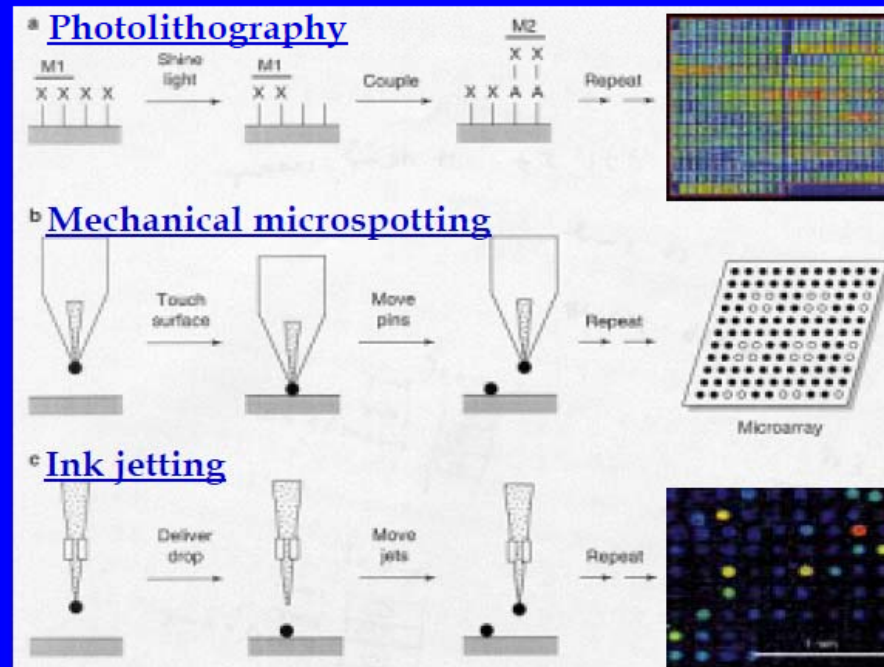 a Photolithography
M1
X X X X
Shine
light
M1
X X
Couple
M2
X X
X X A A
Repeat
b Mechanical microspotting
Touch
surface
Move
pins
Repeat
Microarray
c Ink jetting
Deliver
drop
Move
jets
Repeat